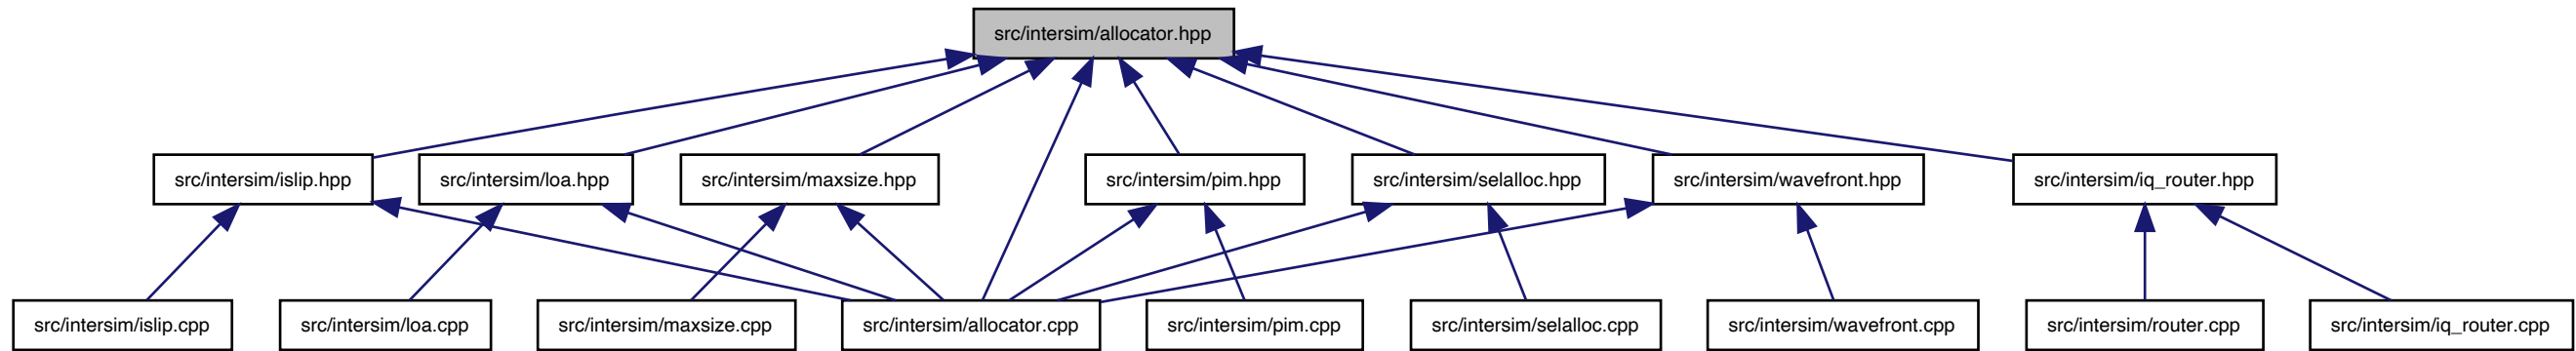 src/intersim/allocator.hpp
src/intersim/islip.hpp
src/intersim/loa.hpp
src/intersim/maxsize.hpp
src/intersim/pim.hpp
src/intersim/selalloc.hpp
src/intersim/wavefront.hpp
src/intersim/iq_router.hpp
src/intersim/islip.cpp
src/intersim/loa.cpp
src/intersim/maxsize.cpp
src/intersim/allocator.cpp
src/intersim/pim.cpp
src/intersim/selalloc.cpp
src/intersim/wavefront.cpp
src/intersim/router.cpp
src/intersim/iq_router.cpp